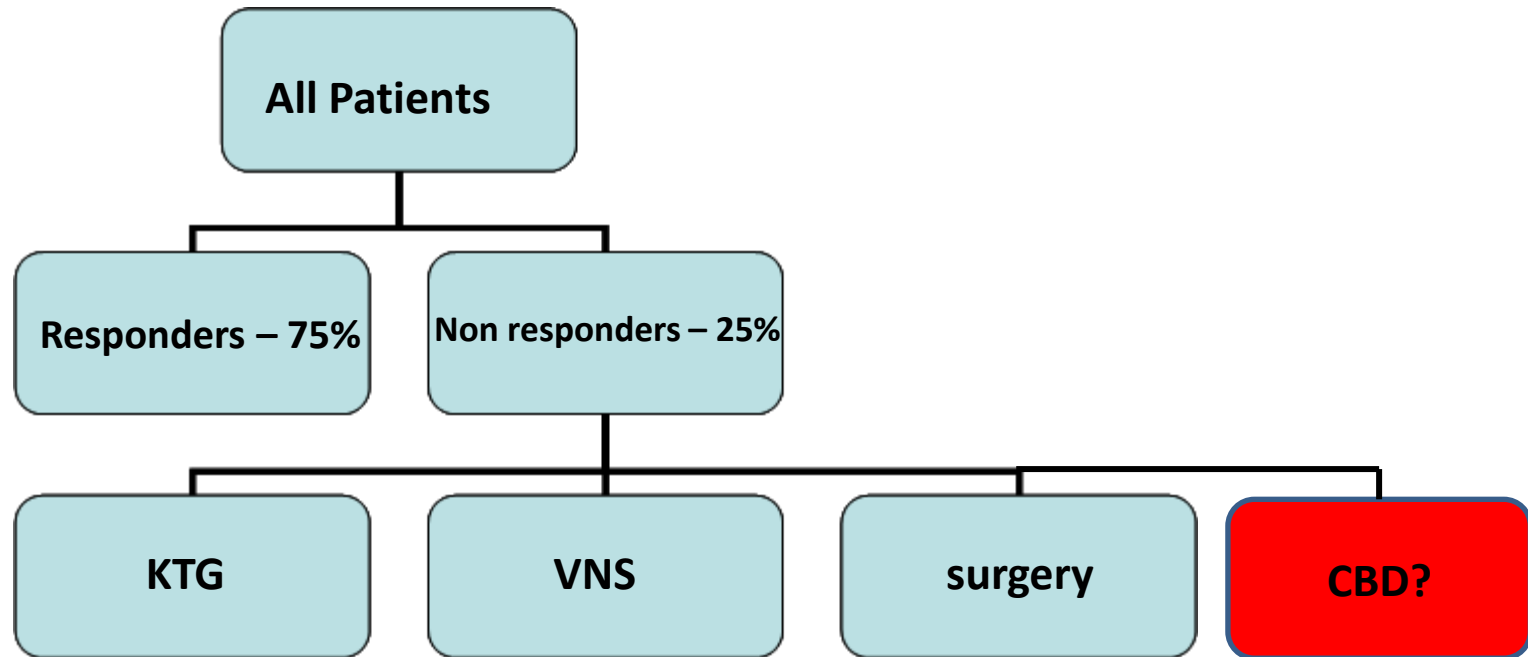 All Patients
Responders – 75%
Non responders – 25%
KTG
VNS
surgery
CBD?